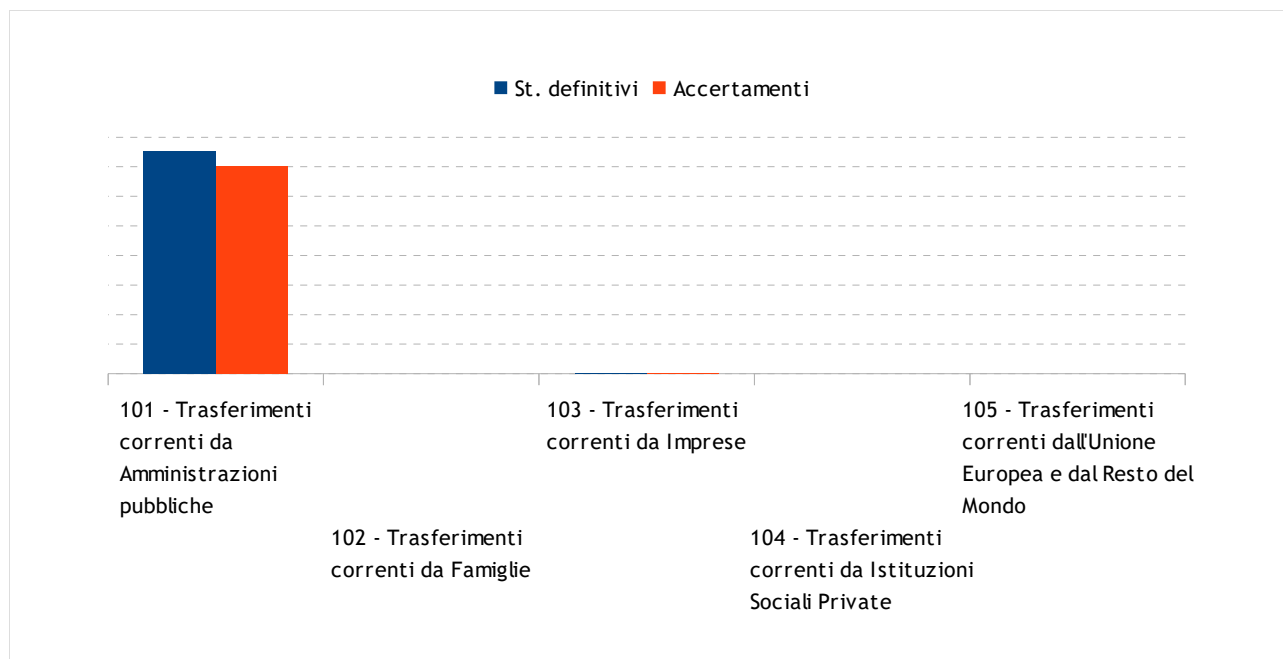 St. definitivi Accertamenti
101 - Trasferimenti
correnti da
Amministrazioni
pubbliche
102 - Trasferimenti
correnti da Famiglie
103 - Trasferimenti
correnti da Imprese
104 - Trasferimenti
correnti da Istituzioni
Sociali Private
105 - Trasferimenti
correnti dall'Unione
Europea e dal Resto del
Mondo